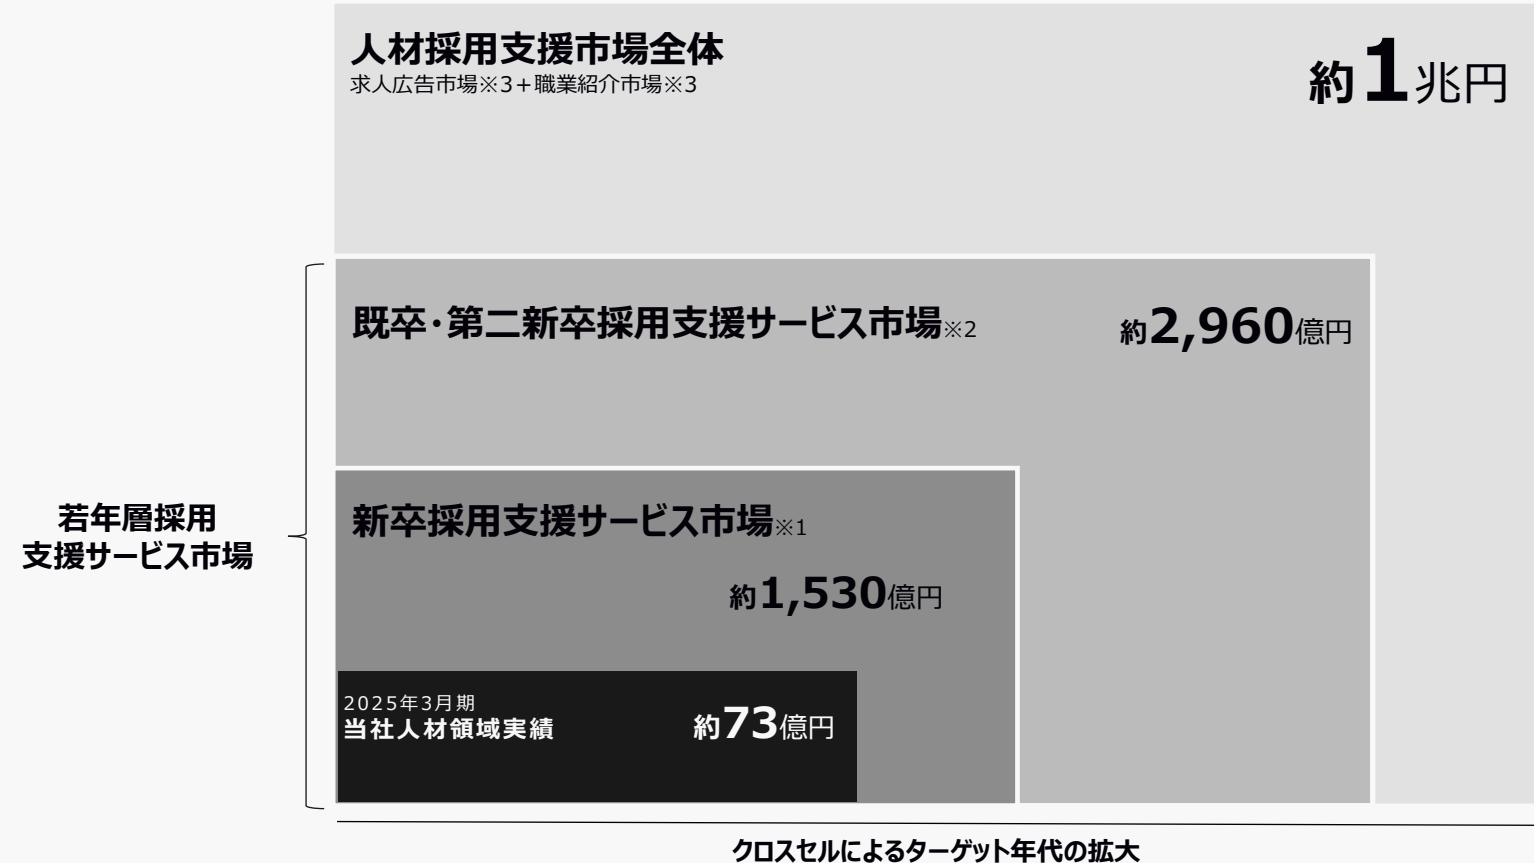 人材採用支援市場全体
求人広告市場※3＋職業紹介市場※3
約1兆円
既卒・第二新卒採用支援サービス市場※2
約2,960億円
若年層採用
支援サービス市場
新卒採用支援サービス市場※1
約1,530億円
2025年3月期
当社人材領域実績
約73億円
クロスセルによるターゲット年代の拡大